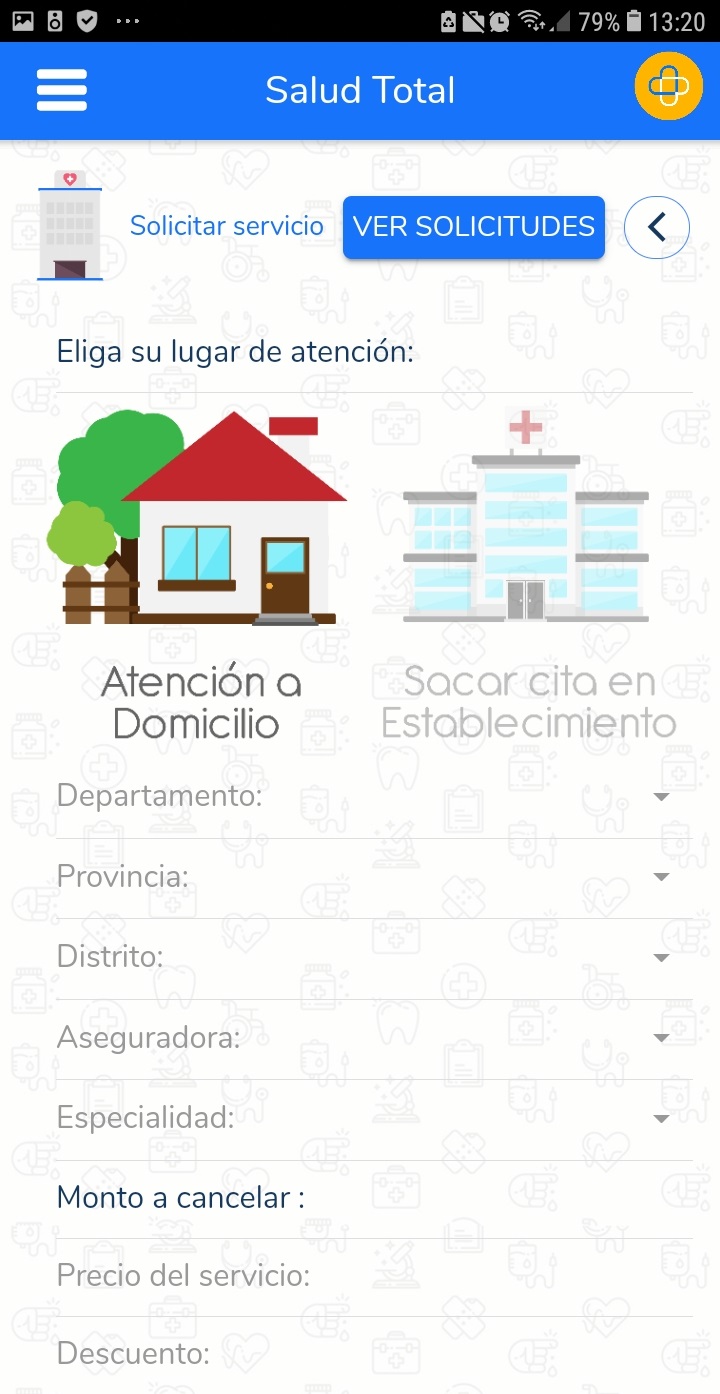 79% 13:20
Salud Total
Solicitar servicio VER SOLICITUDES
Eliga su lugar de atención:
Atención a
Domicilio
Sacar cita en
Establecimiento
Departamento:
Provincia:
Distrito:
Aseguradora:
Especialidad:
Monto a cancelar :
Precio del servicio:
Descuento: